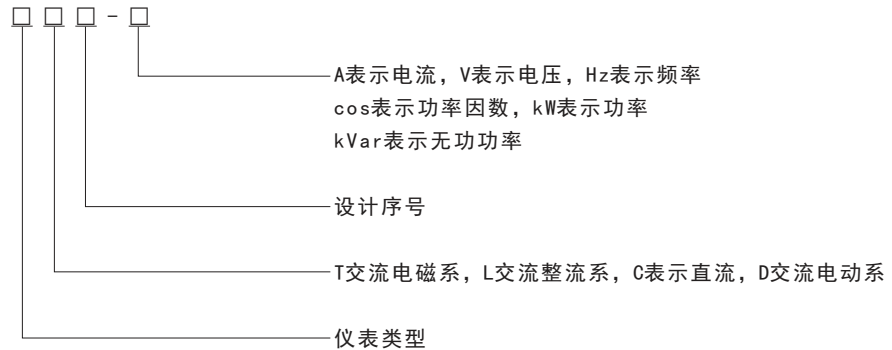 □□□-□
A表示电流，V表示电压，Hz表示频率
cos表示功率因数，kW表示功率
kVar表示无功功率
设计序号
T交流电磁系，L交流整流系，C表示直流，D交流电动系
仪表类型